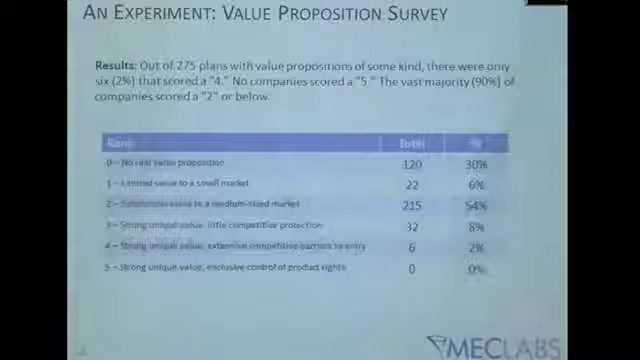 AN EXPERIMENT: VALUE PROPOSITION SURVEY
Results: Out of 275 plans with value propositions of some kind, there were only
six (2%) that scored a "4." No companies scored a "5." The vast majority (90%) of
companies scored a "2" or below.
Rank Total %
0 – No real value proposition 120 30%
1 – Limited value to a small market 22 6%
2 – Substantial value to a medium-sized market 215 54%
3 – Strong unique value, little competitive protection 32 8%
4 – Strong unique value, extensive competitive barriers to entry 6 2%
5 – Strong unique value, exclusive control of product rights 0 0%
MECLABS